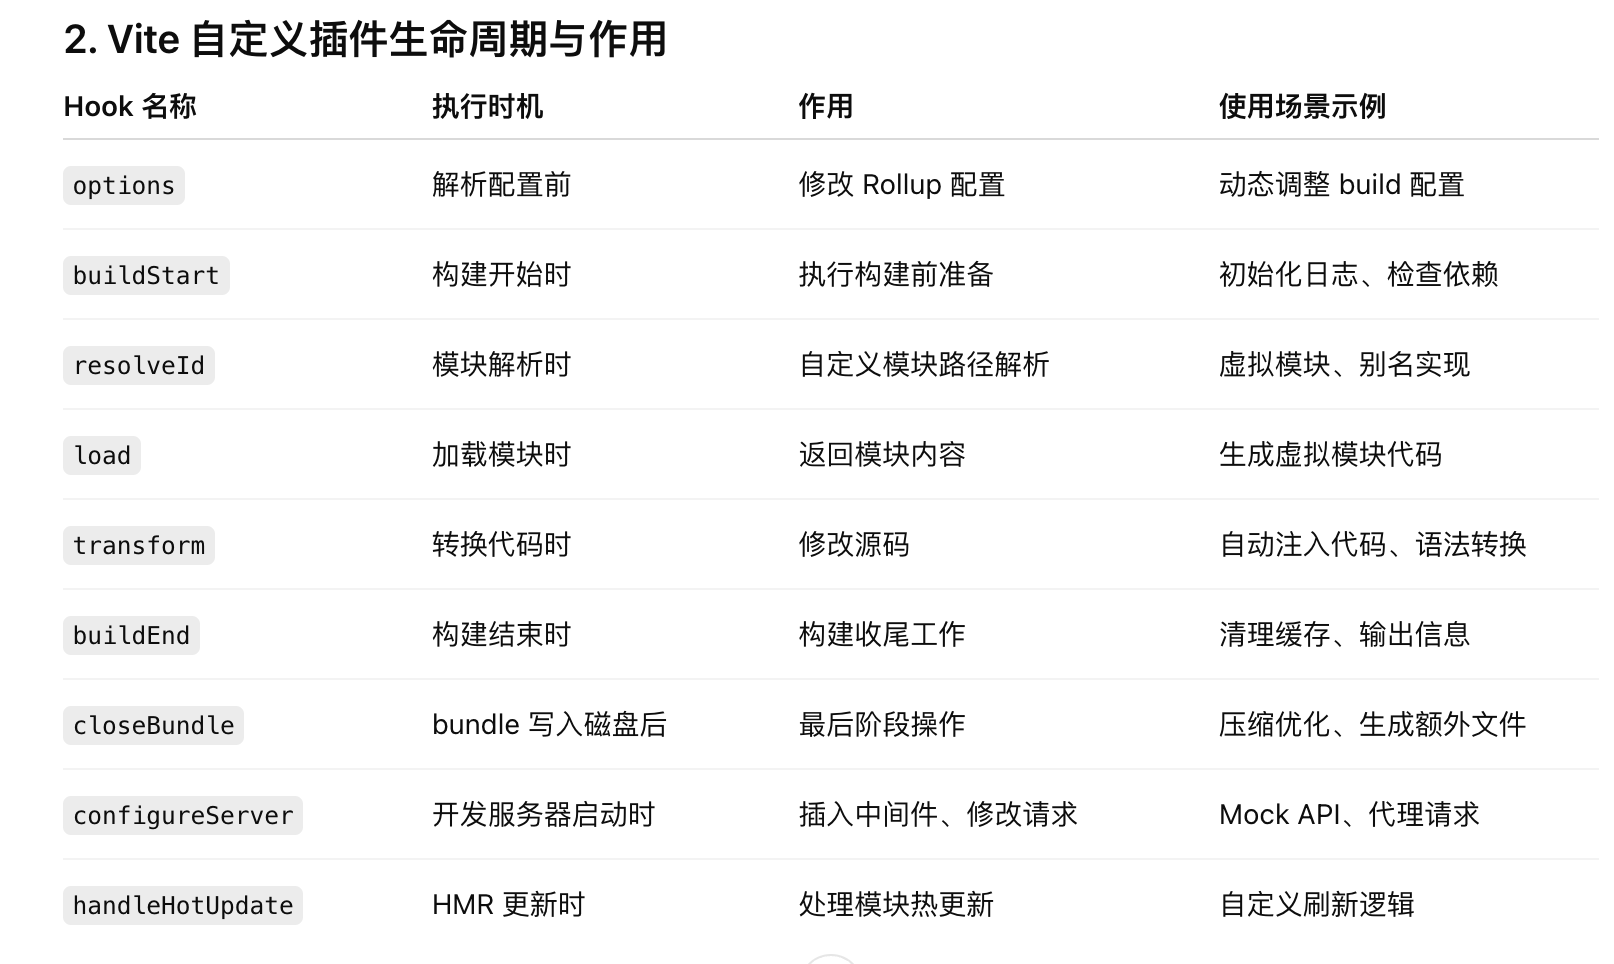 2. Vite 自定义插件生命周期与作用
Hook 名称 执行时机 作用 使用场景示例
options 解析配置前 修改 Rollup 配置 动态调整 build 配置
buildStart 构建开始时 执行构建前准备 初始化日志、检查依赖
resolveId 模块解析时 自定义模块路径解析 虚拟模块、别名实现
load 加载模块时 返回模块内容 生成虚拟模块代码
transform 转换代码时 修改源码 自动注入代码、语法转换
buildEnd 构建结束时 构建收尾工作 清理缓存、输出信息
closeBundle bundle 写入磁盘后 最后阶段操作 压缩优化、生成额外文件
configureServer 开发服务器启动时 插入中间件、修改请求 Mock API、代理请求
handleHotUpdate HMR 更新时 处理模块热更新 自定义刷新逻辑